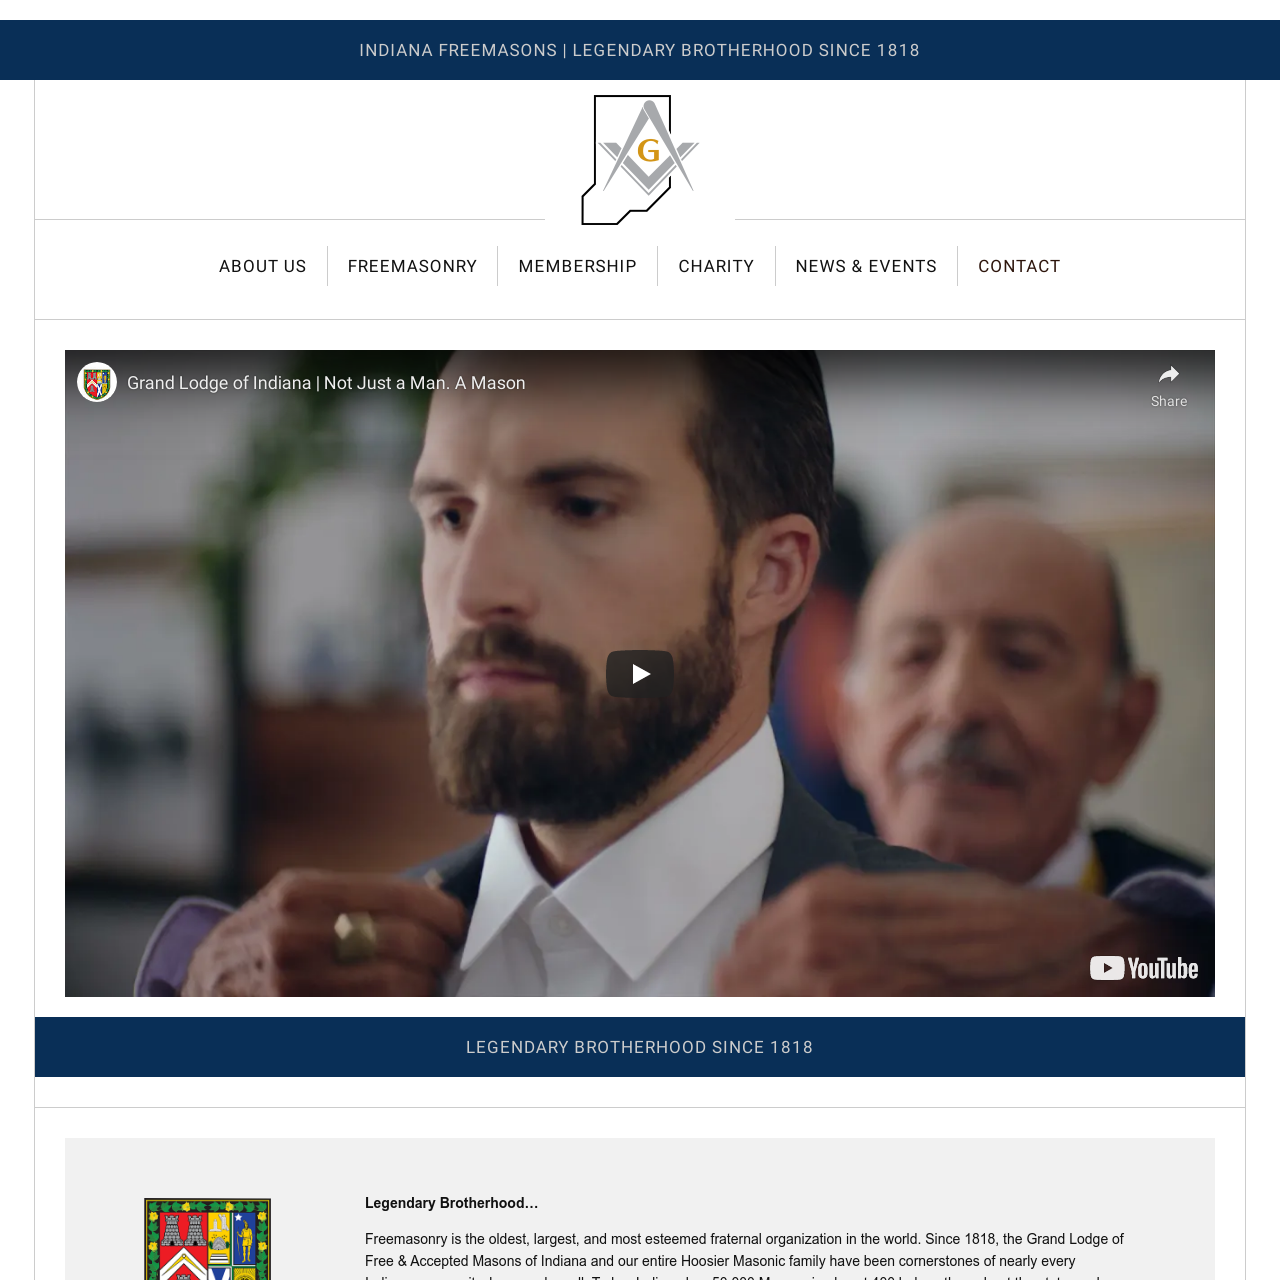 INDIANA FREEMASONS | LEGENDARY BROTHERHOOD SINCE 1818
G
ABOUT US
FREEMASONRY
MEMBERSHIP
CHARITY
NEWS & EVENTS
CONTACT
Grand Lodge of Indiana | Not Just a Man. A Mason
Share
YouTube
LEGENDARY BROTHERHOOD SINCE 1818
Legendary Brotherhood…
Freemasonry is the oldest, largest, and most esteemed fraternal organization in the world. Since 1818, the Grand Lodge of
Free & Accepted Masons of Indiana and our entire Hoosier Masonic family have been cornerstones of nearly every